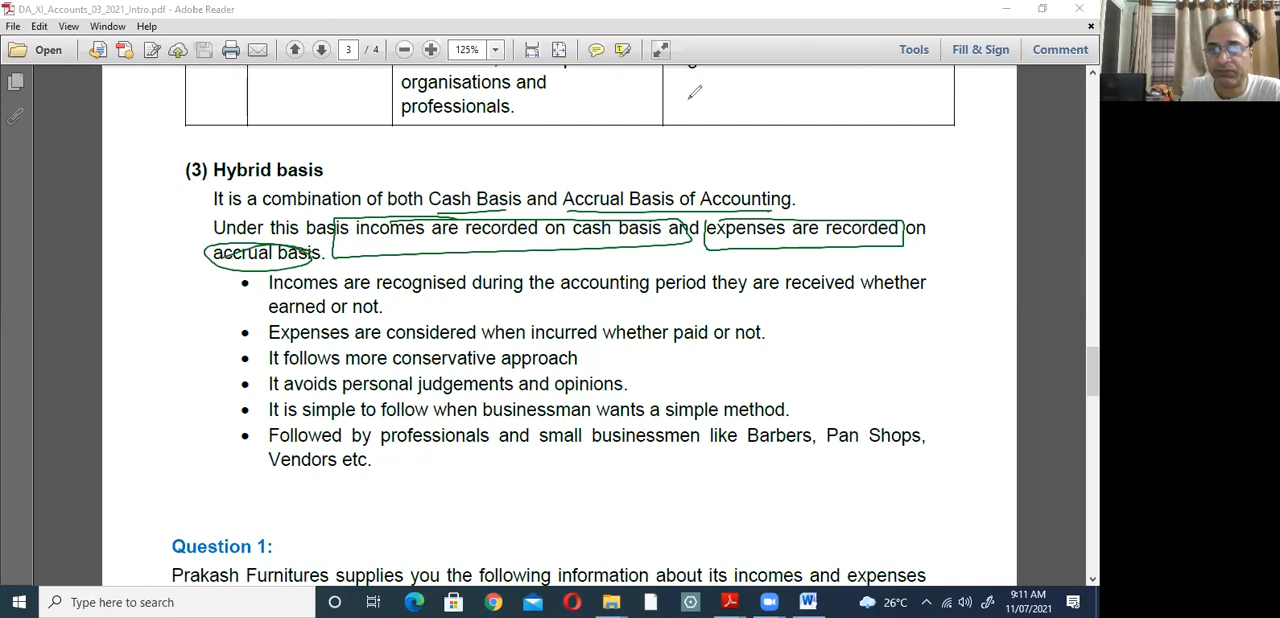 DA_XI_Accounts_03_2021_Intro.pdf - Adobe Reader
File Edit View Window Help
Open 3 / 4 125% Tools Fill & Sign Comment
organisations and
professionals.
(3) Hybrid basis
It is a combination of both Cash Basis and Accrual Basis of Accounting.
Under this basis incomes are recorded on cash basis and expenses are recorded on
accrual basis.
• Incomes are recognised during the accounting period they are received whether
earned or not.
• Expenses are considered when incurred whether paid or not.
• It follows more conservative approach
• It avoids personal judgements and opinions.
• It is simple to follow when businessman wants a simple method.
• Followed by professionals and small businessmen like Barbers, Pan Shops,
Vendors etc.
Question 1:
Prakash Furnitures supplies you the following information about its incomes and expenses
Type here to search
26°C
9:11 AM
11/07/2021